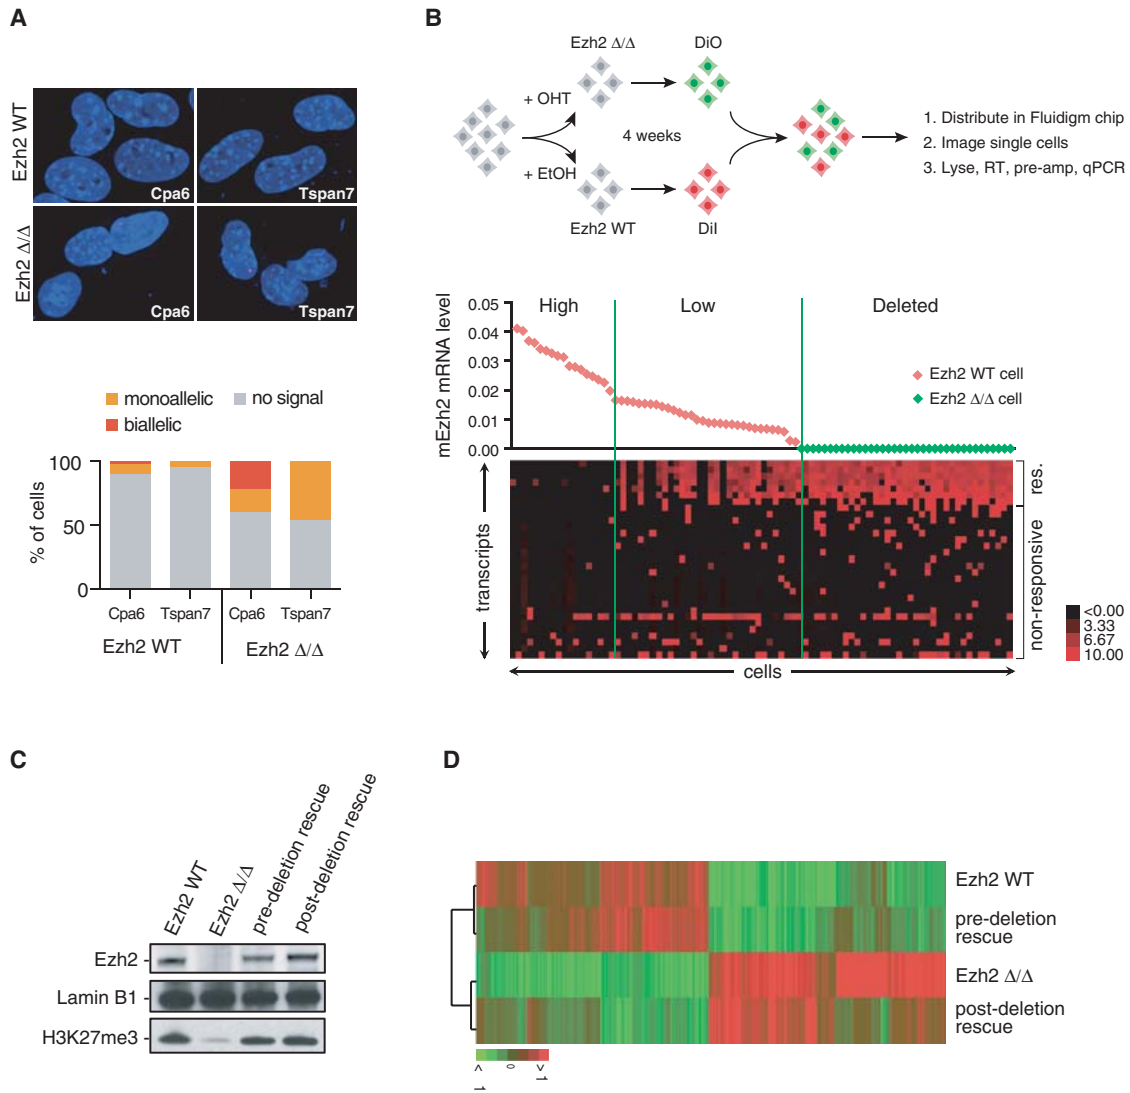 A
Ezh2 WT
Cpa6
Tspan7
Ezh2 Δ/Δ
Cpa6
Tspan7
monoallelic
no signal
biallelic
% of cells
100
50
0
Cpa6
Tspan7
Cpa6
Tspan7
Ezh2 WT
Ezh2 Δ/Δ
B
Ezh2 Δ/Δ
DiO
+ OHT
4 weeks
+ EtOH
Ezh2 WT
DiI
1. Distribute in Fluidigm chip
2. Image single cells
3. Lyse, RT, pre-amp, qPCR
mEzh2 mRNA level
0.05
0.04
0.03
0.02
0.01
0.00
High
Low
Deleted
Ezh2 WT cell
Ezh2 Δ/Δ cell
transcripts
res.
non-responsive
cells
<0.00
3.33
6.67
10.00
C
Ezh2 WT
Ezh2 Δ/Δ
pre-deletion rescue
post-deletion rescue
Ezh2 -
Lamin B1 -
H3K27me3 -
D
Ezh2 WT
pre-deletion
rescue
Ezh2 Δ/Δ
post-deletion
rescue
< 1
0
> 1